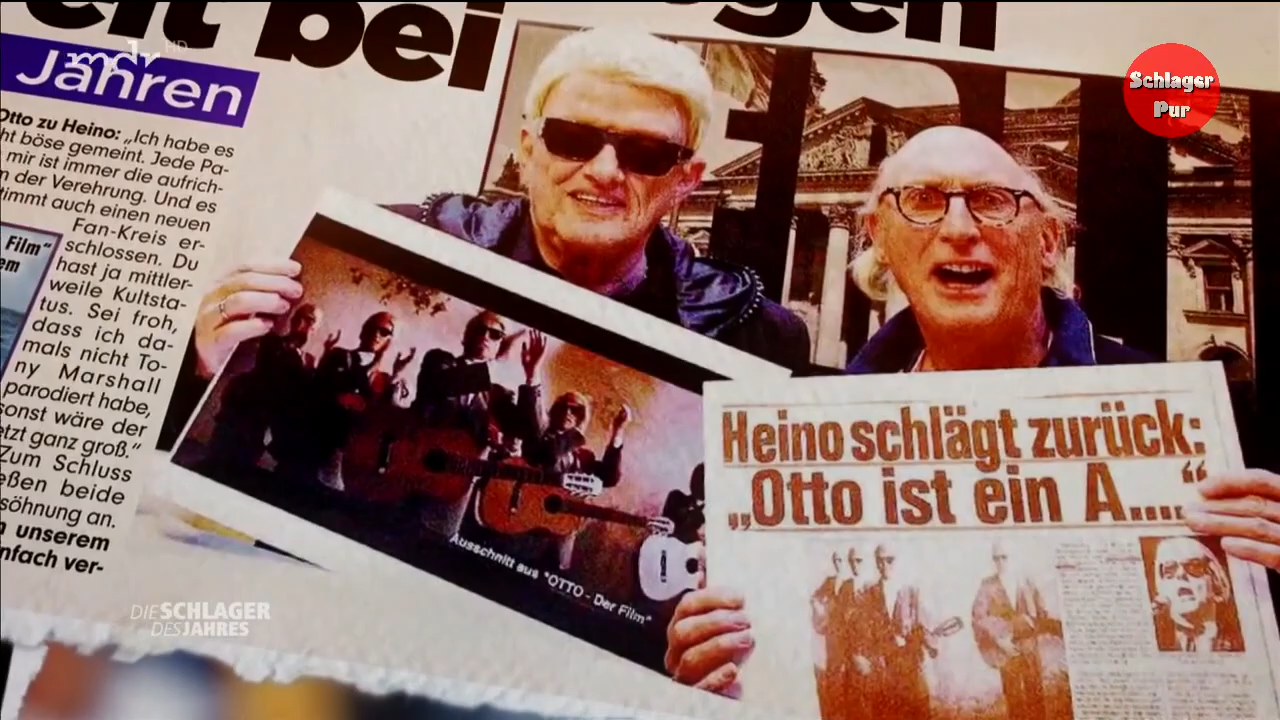 eit bei
mdr HD
Jahren
Otto zu Heino: „Ich habe es
ht böse gemeint. Jede Pa-
mir ist immer die aufrich-
der Verehrung. Und es
timmt auch einen neuen
Fan-Kreis er-
schlossen. Du
hast ja mittler-
weile Kultsta-
tus. Sei froh,
dass ich da-
mals nicht To-
ny Marshall
parodiert habe,
sonst wäre der
etzt ganz groß.“
Zum Schluss
eßen beide
söhnung an.
unserem
nfach ver-
Film“
em
Schlager
Pur
Ausschnitt aus "OTTO - Der Film"
Heino schlägt zurück:
„Otto ist ein A....“
DIE SCHLAGER
DES JAHRES